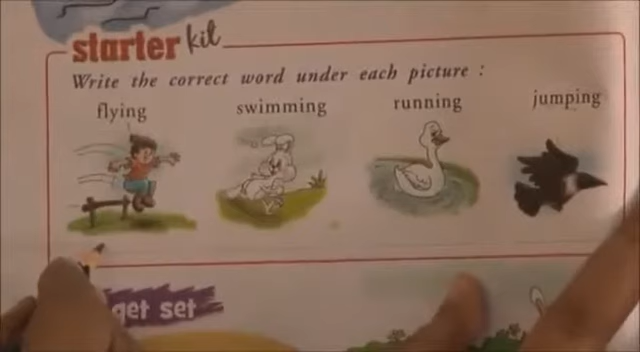 starter kit
Write the correct word under each picture :
flying swimming running jumping
get set